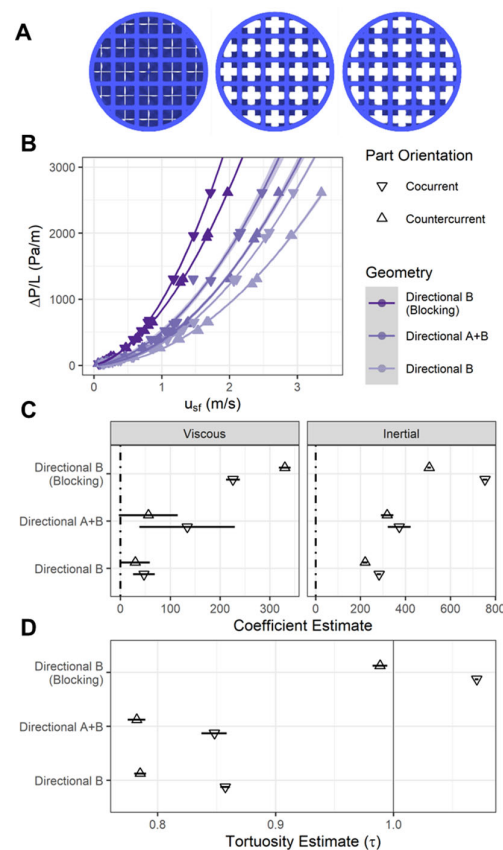 A
B
Part Orientation
Cocurrent
Countercurrent
Geometry
Directional B
(Blocking)
Directional A+B
Directional B
3000
2000
1000
0
ΔP/L (Pa/m)
0 1 2 3
usf (m/s)
C
Viscous Inertial
Directional B
(Blocking)
Directional A+B
Directional B
0 100 200 300 0 200 400 600 800
Coefficient Estimate
D
Directional B
(Blocking)
Directional A+B
Directional B
0.8 0.9 1.0
Tortuosity Estimate (τ)